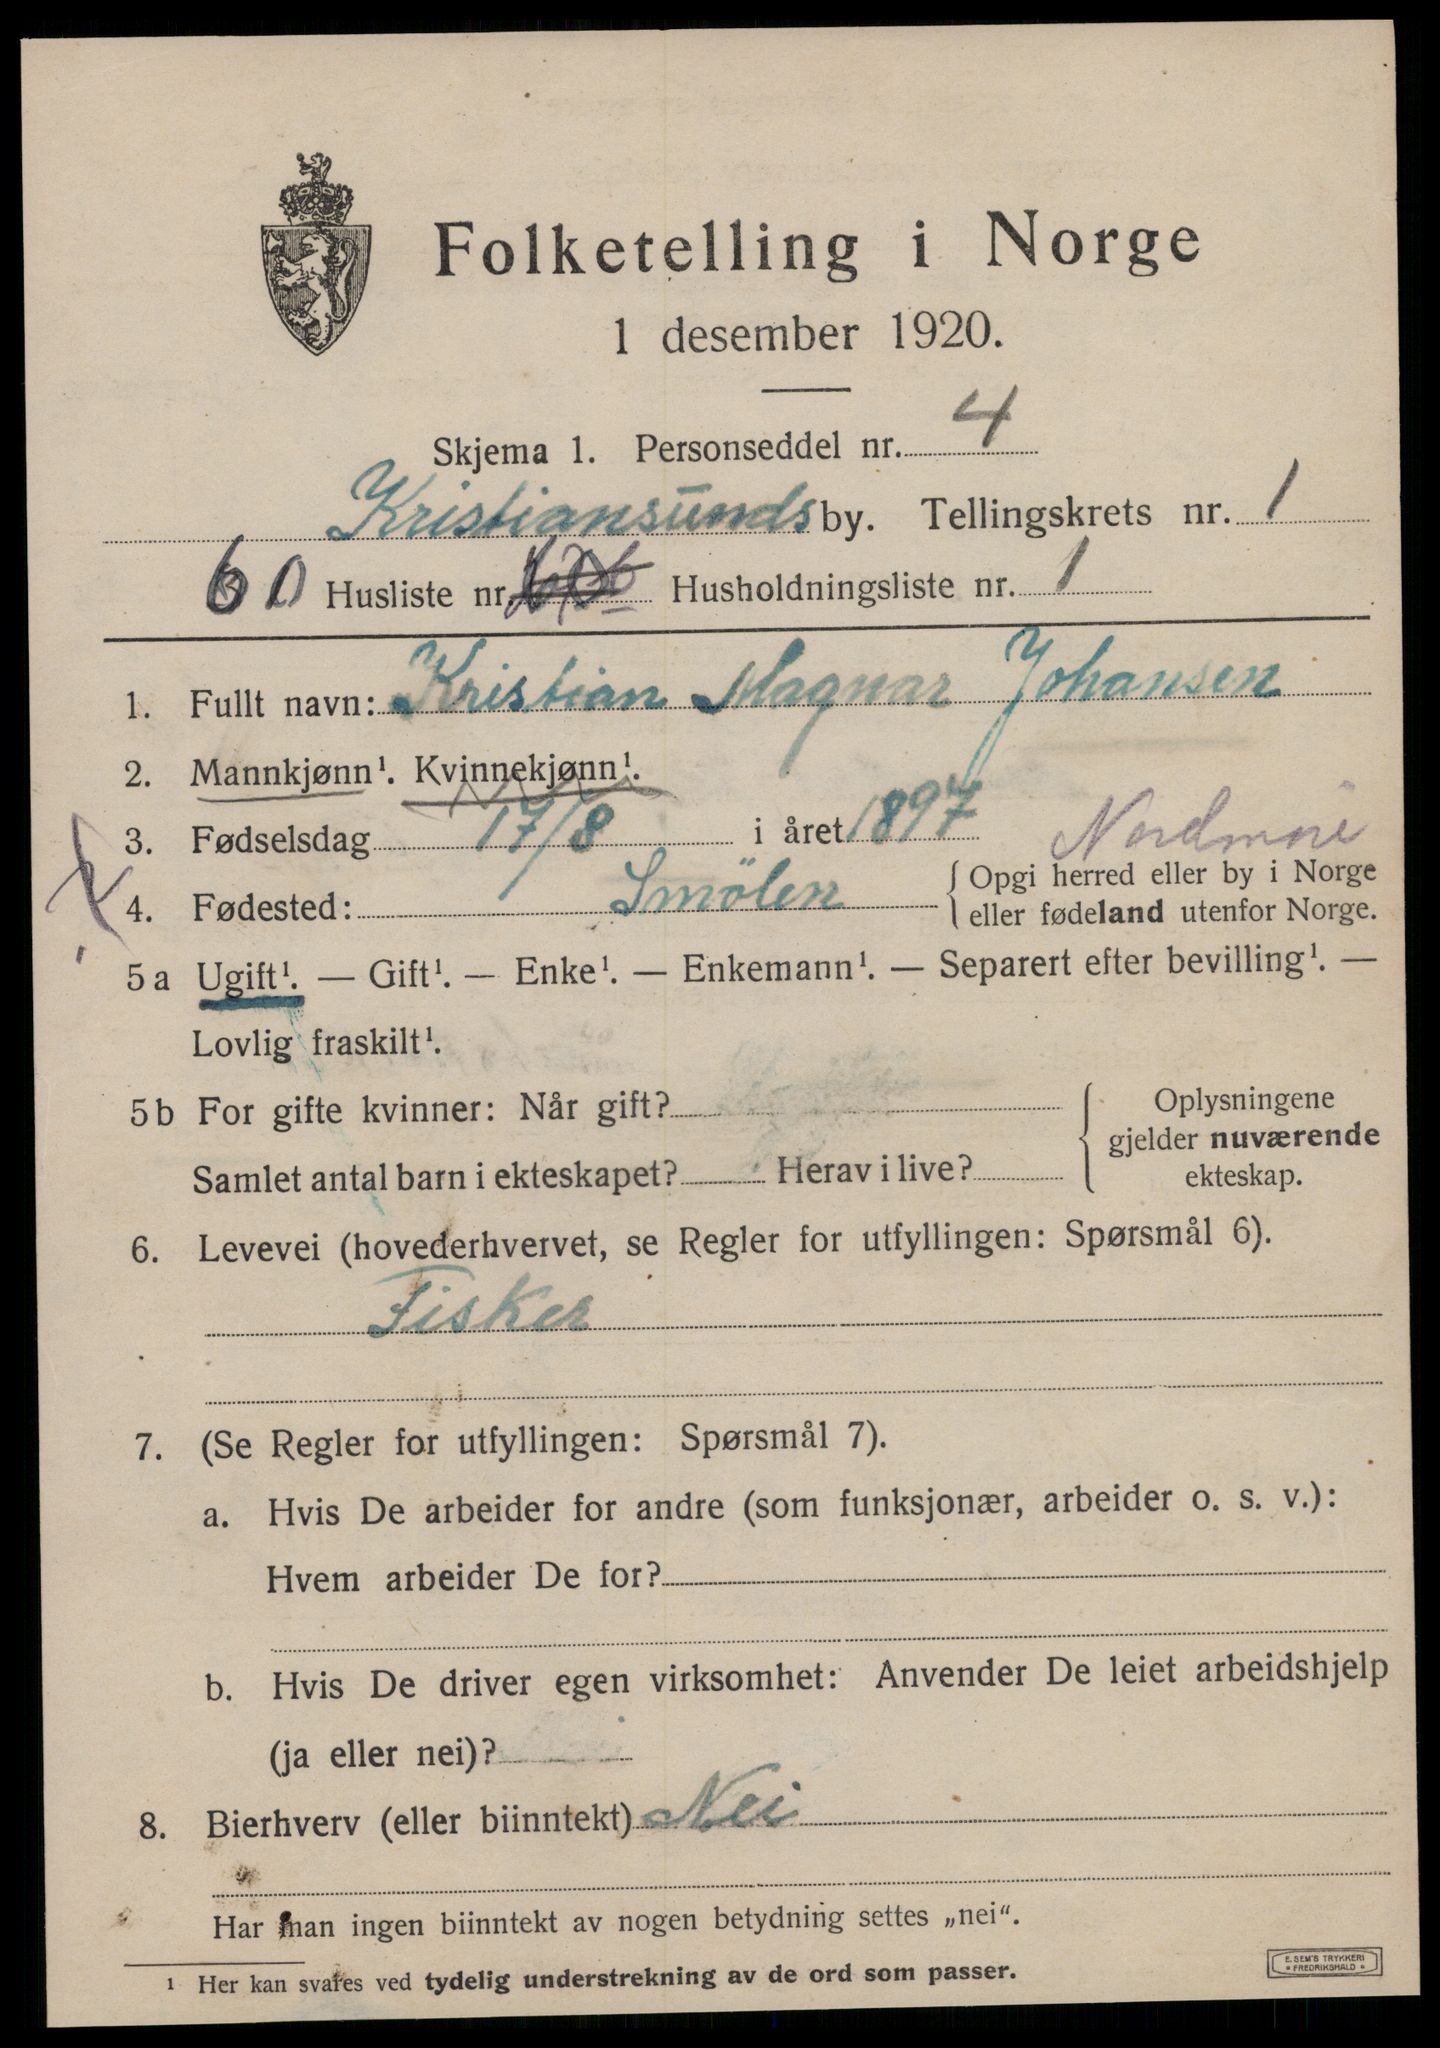 Folketelling i Norge
1 desember 1920.
Skjema 1. Personseddel nr. 4
Kristiansunds by. Tellingskrets nr. 1
60 Husliste nr. Husholdningsliste nr. 1
1. Fullt navn: Kristian Magnar Johansen
2. Mannkjønn¹. Kvinnekjønn¹.
3. Fødselsdag 17/8 i året 1897
Nordmøre
4. Fødested: Smölen { Opgi herred eller by i Norge
eller fødeland utenfor Norge.
5a Ugift¹. — Gift¹. — Enke¹. — Enkemann¹. — Separert efter bevilling¹. —
Lovlig fraskilt¹.
5b For gifte kvinner: Når gift?
Samlet antal barn i ekteskapet? Herav i live?
{ Oplysningene
gjelder nuværende
ekteskap.
6. Levevei (hovederhvervet, se Regler for utfyllingen: Spørsmål 6).
Fisker
7. (Se Regler for utfyllingen: Spørsmål 7).
a. Hvis De arbeider for andre (som funksjonær, arbeider o. s. v.):
Hvem arbeider De for?
b. Hvis De driver egen virksomhet: Anvender De leiet arbeidshjelp
(ja eller nei)?
8. Bierhverv (eller biinntekt) Nei
Har man ingen biinntekt av nogen betydning settes „nei“.
¹ Her kan svares ved tydelig understrekning av de ord som passer.
E. SEM'S TRYKKERI
FREDRIKSHALD